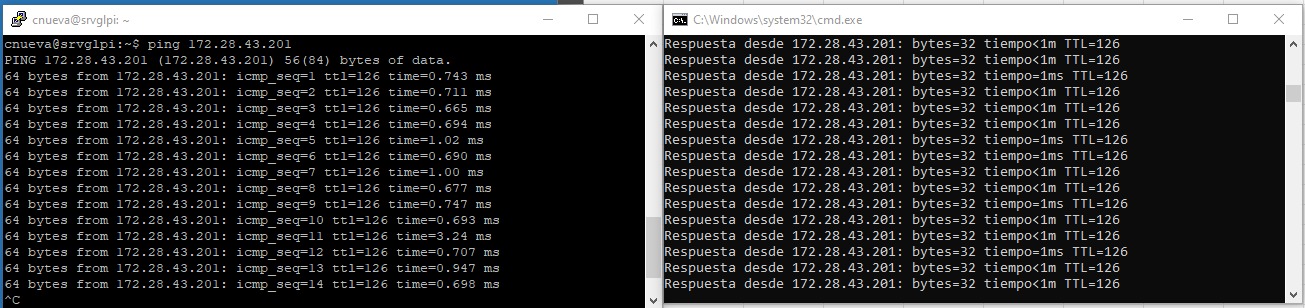 cnueva@srvglpi: ~
cnueva@srvglpi:~$ ping 172.28.43.201
PING 172.28.43.201 (172.28.43.201) 56(84) bytes of data.
64 bytes from 172.28.43.201: icmp_seq=1 ttl=126 time=0.743 ms
64 bytes from 172.28.43.201: icmp_seq=2 ttl=126 time=0.711 ms
64 bytes from 172.28.43.201: icmp_seq=3 ttl=126 time=0.665 ms
64 bytes from 172.28.43.201: icmp_seq=4 ttl=126 time=0.694 ms
64 bytes from 172.28.43.201: icmp_seq=5 ttl=126 time=1.02 ms
64 bytes from 172.28.43.201: icmp_seq=6 ttl=126 time=0.690 ms
64 bytes from 172.28.43.201: icmp_seq=7 ttl=126 time=1.00 ms
64 bytes from 172.28.43.201: icmp_seq=8 ttl=126 time=0.677 ms
64 bytes from 172.28.43.201: icmp_seq=9 ttl=126 time=0.747 ms
64 bytes from 172.28.43.201: icmp_seq=10 ttl=126 time=0.693 ms
64 bytes from 172.28.43.201: icmp_seq=11 ttl=126 time=3.24 ms
64 bytes from 172.28.43.201: icmp_seq=12 ttl=126 time=0.707 ms
64 bytes from 172.28.43.201: icmp_seq=13 ttl=126 time=0.947 ms
64 bytes from 172.28.43.201: icmp_seq=14 ttl=126 time=0.698 ms
^C
C:\Windows\system32\cmd.exe
Respuesta desde 172.28.43.201: bytes=32 tiempo<1m TTL=126
Respuesta desde 172.28.43.201: bytes=32 tiempo<1m TTL=126
Respuesta desde 172.28.43.201: bytes=32 tiempo=1ms TTL=126
Respuesta desde 172.28.43.201: bytes=32 tiempo<1m TTL=126
Respuesta desde 172.28.43.201: bytes=32 tiempo<1m TTL=126
Respuesta desde 172.28.43.201: bytes=32 tiempo<1m TTL=126
Respuesta desde 172.28.43.201: bytes=32 tiempo=1ms TTL=126
Respuesta desde 172.28.43.201: bytes=32 tiempo=1ms TTL=126
Respuesta desde 172.28.43.201: bytes=32 tiempo<1m TTL=126
Respuesta desde 172.28.43.201: bytes=32 tiempo<1m TTL=126
Respuesta desde 172.28.43.201: bytes=32 tiempo=1ms TTL=126
Respuesta desde 172.28.43.201: bytes=32 tiempo<1m TTL=126
Respuesta desde 172.28.43.201: bytes=32 tiempo<1m TTL=126
Respuesta desde 172.28.43.201: bytes=32 tiempo=1ms TTL=126
Respuesta desde 172.28.43.201: bytes=32 tiempo<1m TTL=126
Respuesta desde 172.28.43.201: bytes=32 tiempo<1m TTL=126